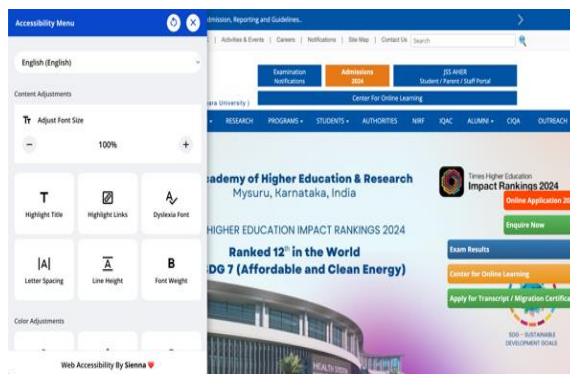 Accessibility Menu
English (English)
Content Adjustments
Tr Adjust Font Size
− 100% +
T
Highlight Title
Highlight Links
Dyslexia Font
|A|
Letter Spacing
A
Line Height
B
Font Weight
Color Adjustments
Web Accessibility By Sienna
dmission, Reporting and Guidelines..
| Activities & Events | Careers | Notifications | Site Map | Contact Us
Search
Examination
Notifications
Admissions
2024
JSS AHER
Student / Parent / Staff Portal
University )
Center For Online Learning
RESEARCH PROGRAMS STUDENTS AUTHORITIES NIRF IQAC ALUMNI CIQA OUTREACH
ademy of Higher Education & Research
Mysuru, Karnataka, India
Times Higher Education
Impact Rankings 2024
Online Application 20
Enquire Now
HIGHER EDUCATION IMPACT RANKINGS 2024
Ranked 12th in the World
DG 7 (Affordable and Clean Energy)
Exam Results
Center for Online Learning
Apply for Transcript / Migration Certifica
SDG - SUSTAINABLE
DEVELOPMENT GOALS
HEALTH SYSTEM